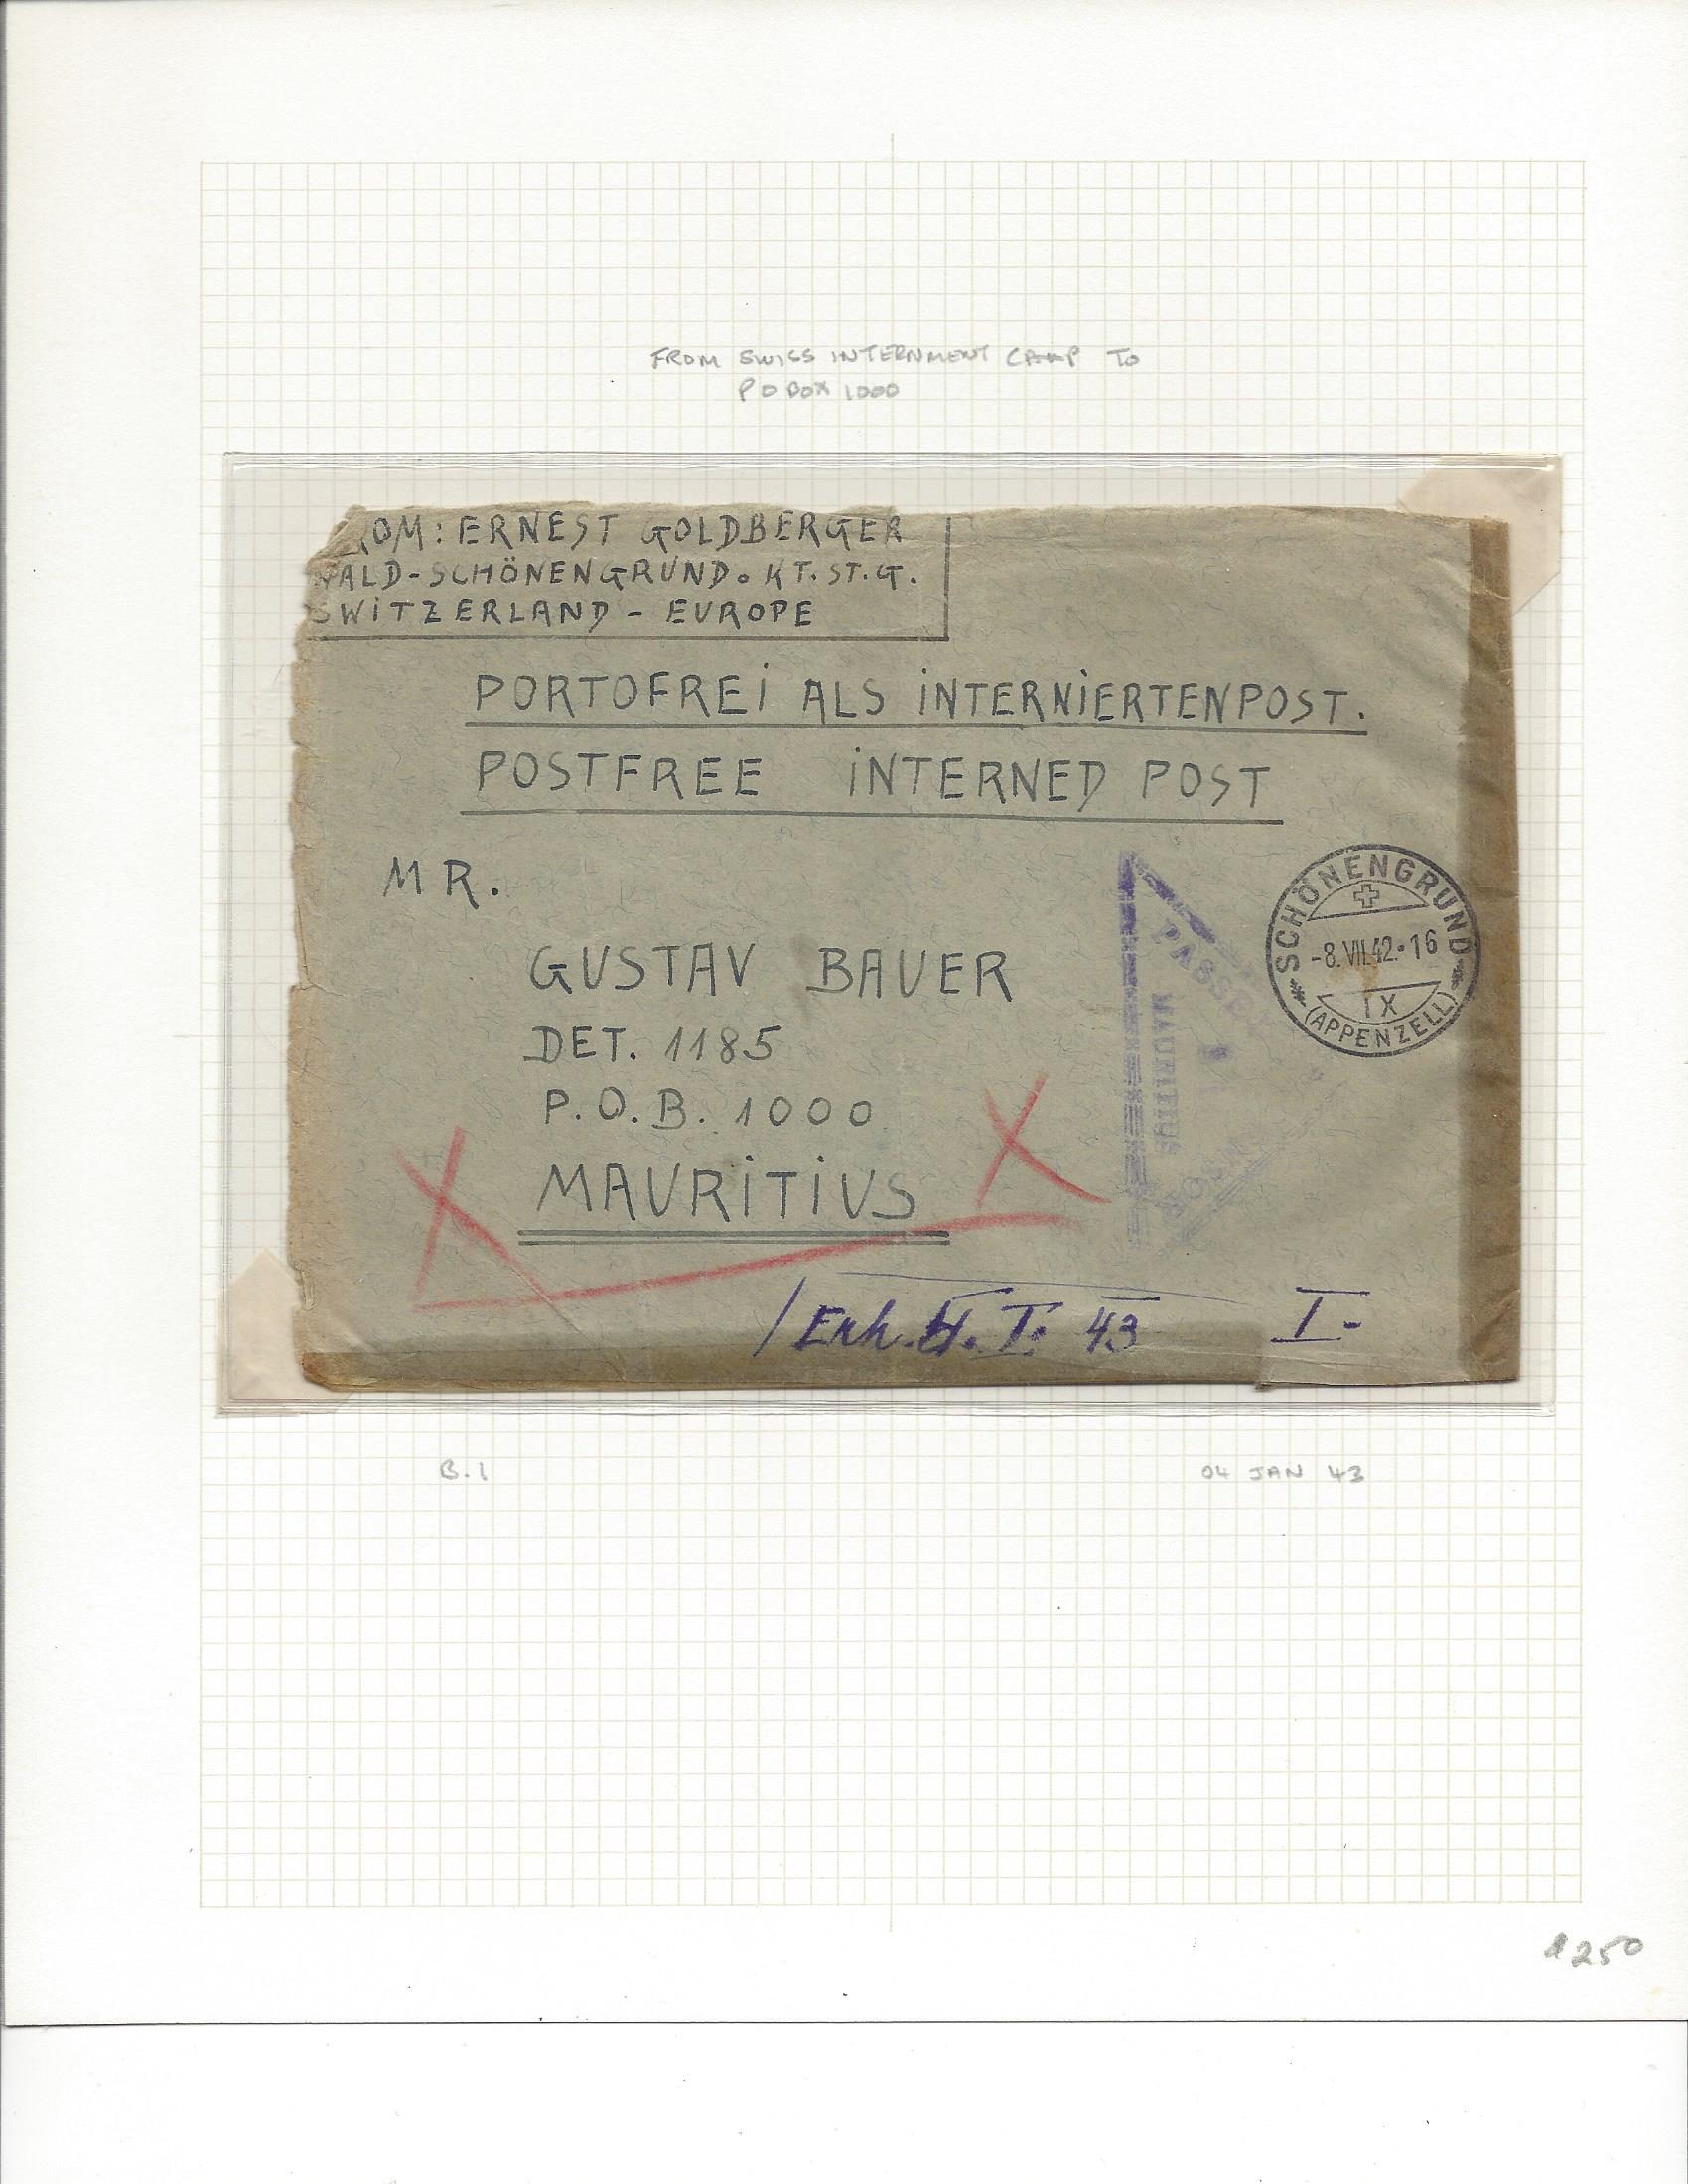 FROM SWISS INTERNMENT CAMP TO
P O BOX 1000
ROM: ERNEST GOLDBERGER
WALD-SCHÖNENGRUND. KT. ST. G.
SWITZERLAND - EUROPE
PORTOFREI ALS INTERNIERTENPOST.
POSTFREE INTERNED POST
MR.
GUSTAV BAUER
DET. 1185
P.O.B. 1000
MAURITIUS
SCHÖNENGRUND
-8.VII.42.16
IX
(APPENZELL)
MAURITIUS
/Erh. 4. I. 43 I.-
B.1
04 JAN 43
250